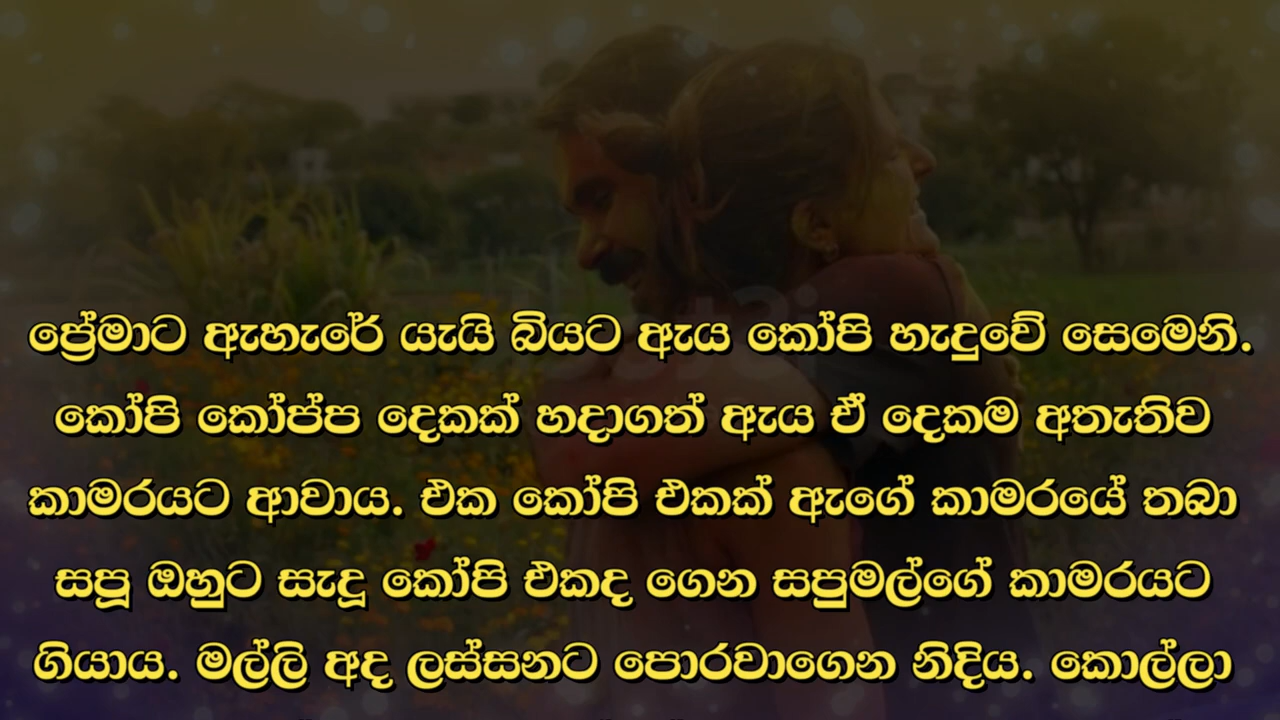 ප්‍රේමාට ඇහැරේ යැයි බියට ඇය කෝපි හැදුවේ සෙමෙනි.
කෝපි කෝප්ප දෙකක් හදාගත් ඇය ඒ දෙකම අතැතිව
කාමරයට ආවාය. එක කෝපි එකක් ඇගේ කාමරයේ තබා
සපූ ඔහුට සැදූ කෝපි එකද ගෙන සපුමල්ගේ කාමරයට
ගියාය. මල්ලි අද ලස්සනට පොරවාගෙන නිදිය. කොල්ලා